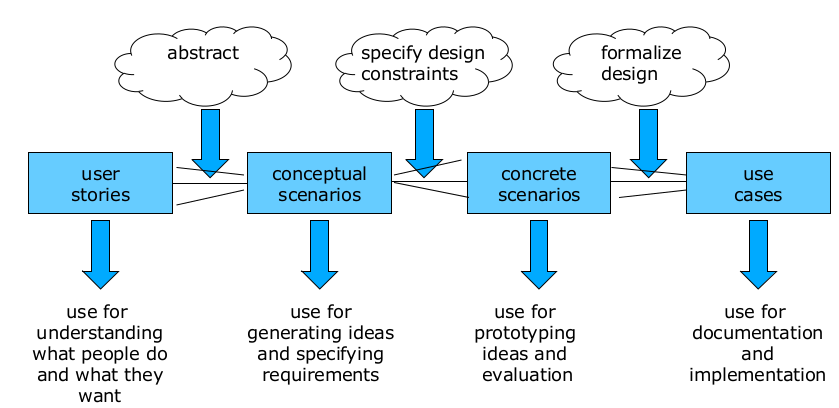 abstract
specify design
constraints
formalize
design
user
stories
conceptual
scenarios
concrete
scenarios
use
cases
use for
understanding
what people do
and what they
want
use for
generating ideas
and specifying
requirements
use for
prototyping
ideas and
evaluation
use for
documentation
and
implementation